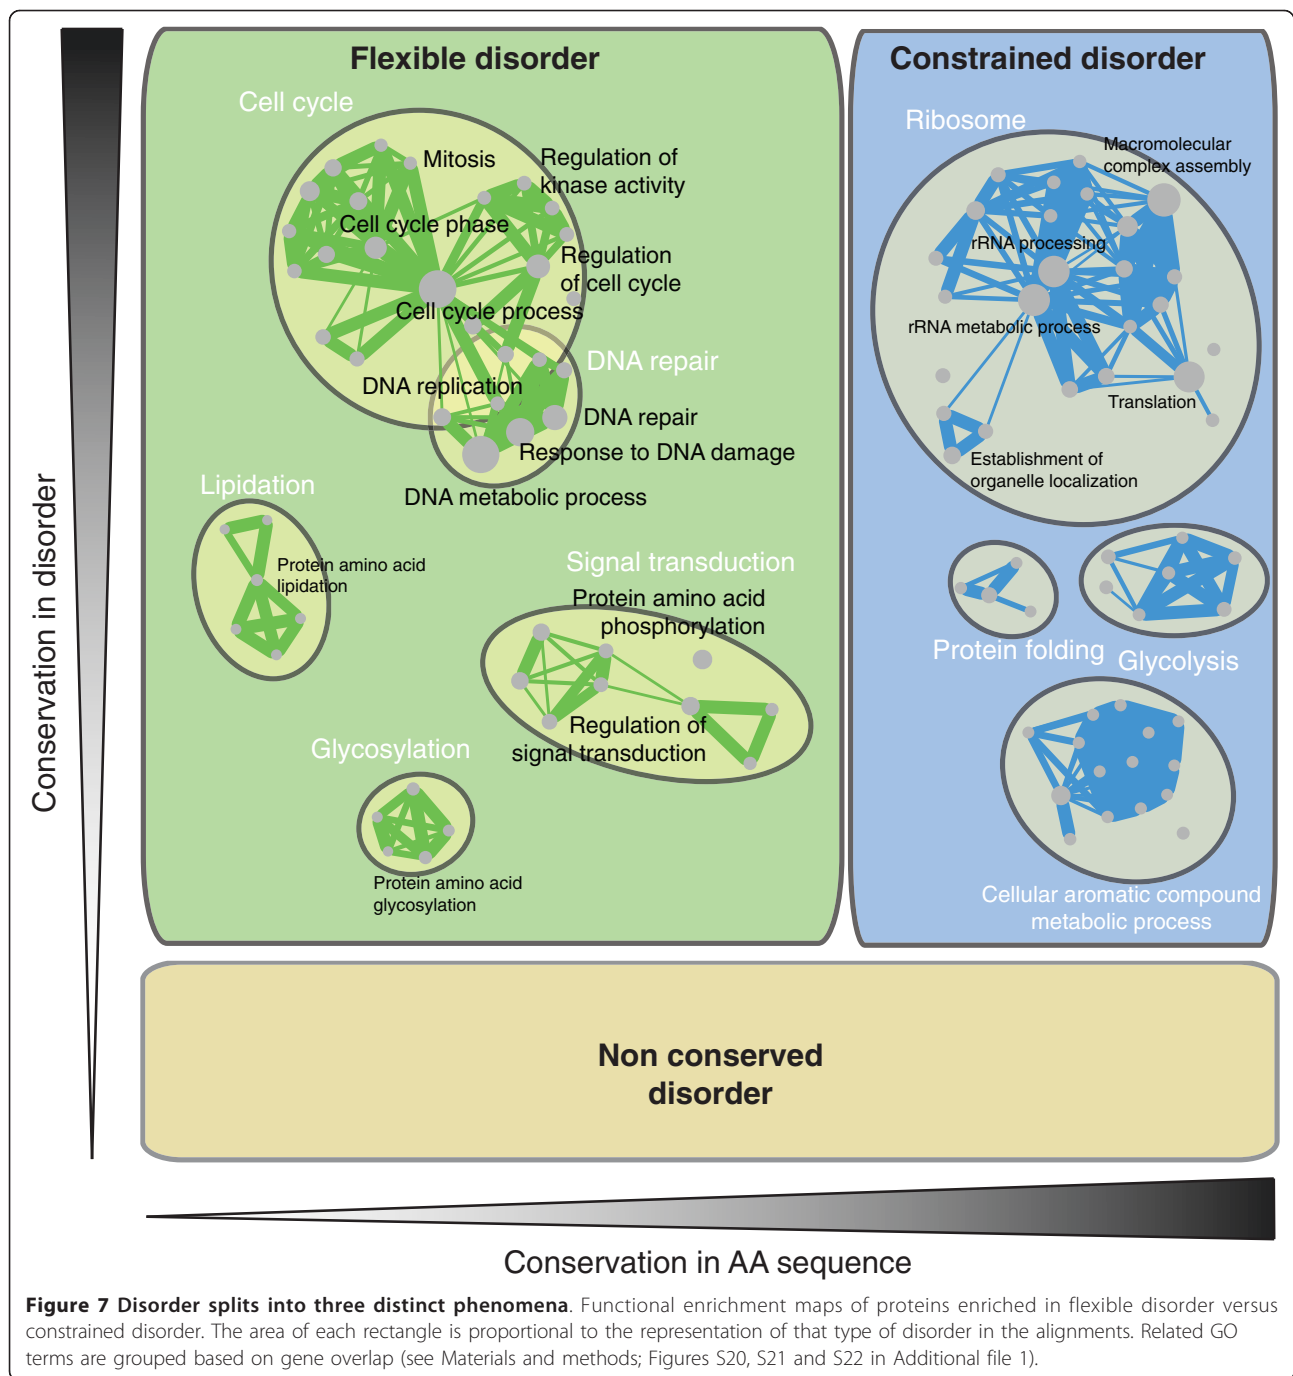 Flexible disorder
Constrained disorder
Cell cycle
Mitosis
Regulation of
kinase activity
Cell cycle phase
Regulation
of cell cycle
Cell cycle process
DNA repair
DNA replication
DNA repair
Response to DNA damage
DNA metabolic process
Lipidation
Protein amino acid
lipidation
Signal transduction
Protein amino acid
phosphorylation
Regulation of
signal transduction
Glycosylation
Protein amino acid
glycosylation
Ribosome
Macromolecular
complex assembly
rRNA processing
rRNA metabolic process
Translation
Establishment of
organelle localization
Protein folding
Glycolysis
Cellular aromatic compound
metabolic process
Conservation in disorder
Non conserved
disorder
Conservation in AA sequence
Figure 7 Disorder splits into three distinct phenomena. Functional enrichment maps of proteins enriched in flexible disorder versus
constrained disorder. The area of each rectangle is proportional to the representation of that type of disorder in the alignments. Related GO
terms are grouped based on gene overlap (see Materials and methods; Figures S20, S21 and S22 in Additional file 1).